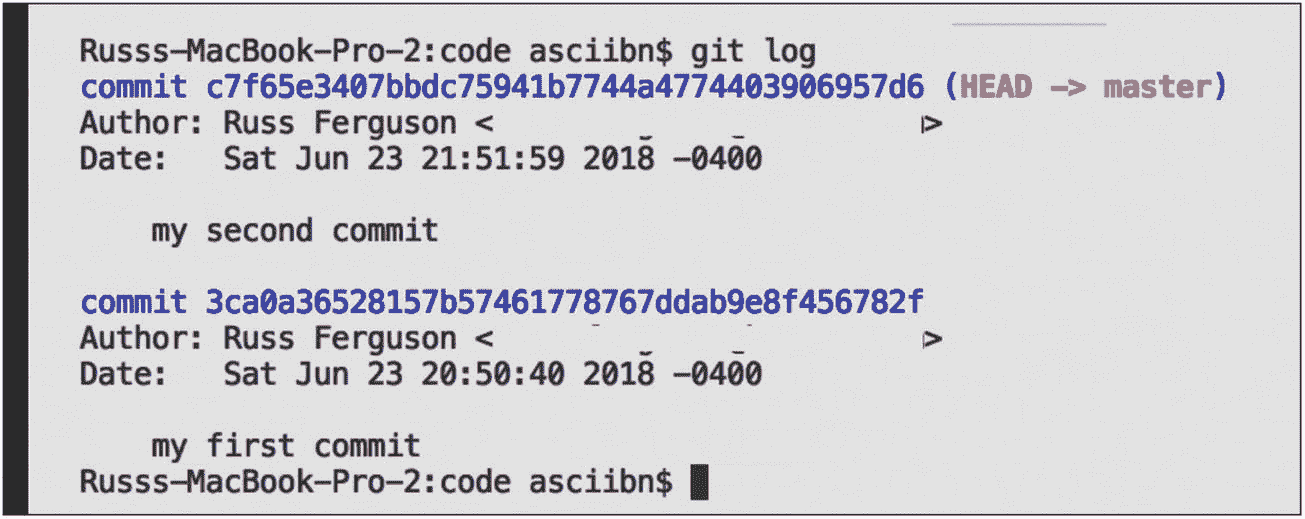 Russs-MacBook-Pro-2:code asciibn$ git log
commit c7f65e3407bbdc75941b7744a4774403906957d6 (HEAD -> master)
Author: Russ Ferguson < >
Date:   Sat Jun 23 21:51:59 2018 -0400
my second commit
commit 3ca0a36528157b57461778767ddab9e8f456782f
Author: Russ Ferguson < >
Date:   Sat Jun 23 20:50:40 2018 -0400
my first commit
Russs-MacBook-Pro-2:code asciibn$